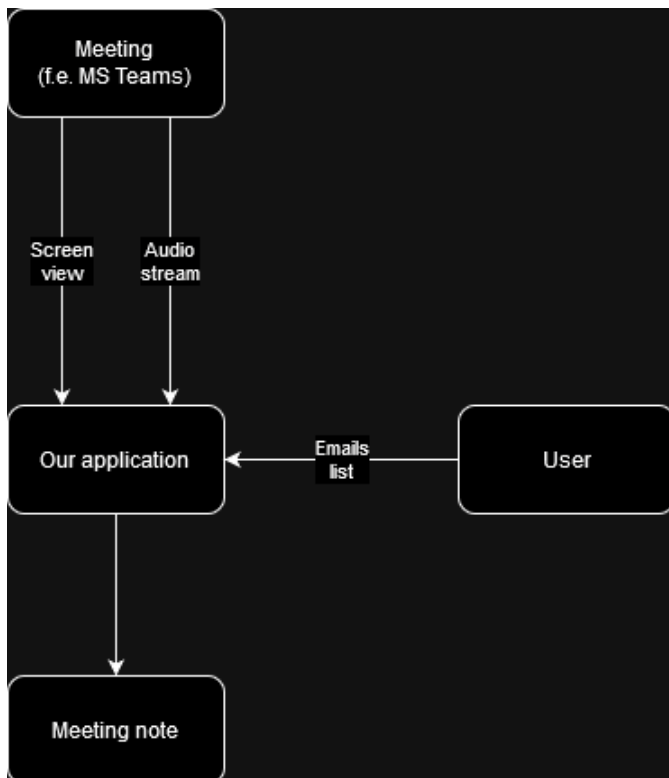 Meeting
(f.e. MS Teams)
Screen
view
Audio
stream
Our application
Emails
list
User
Meeting note